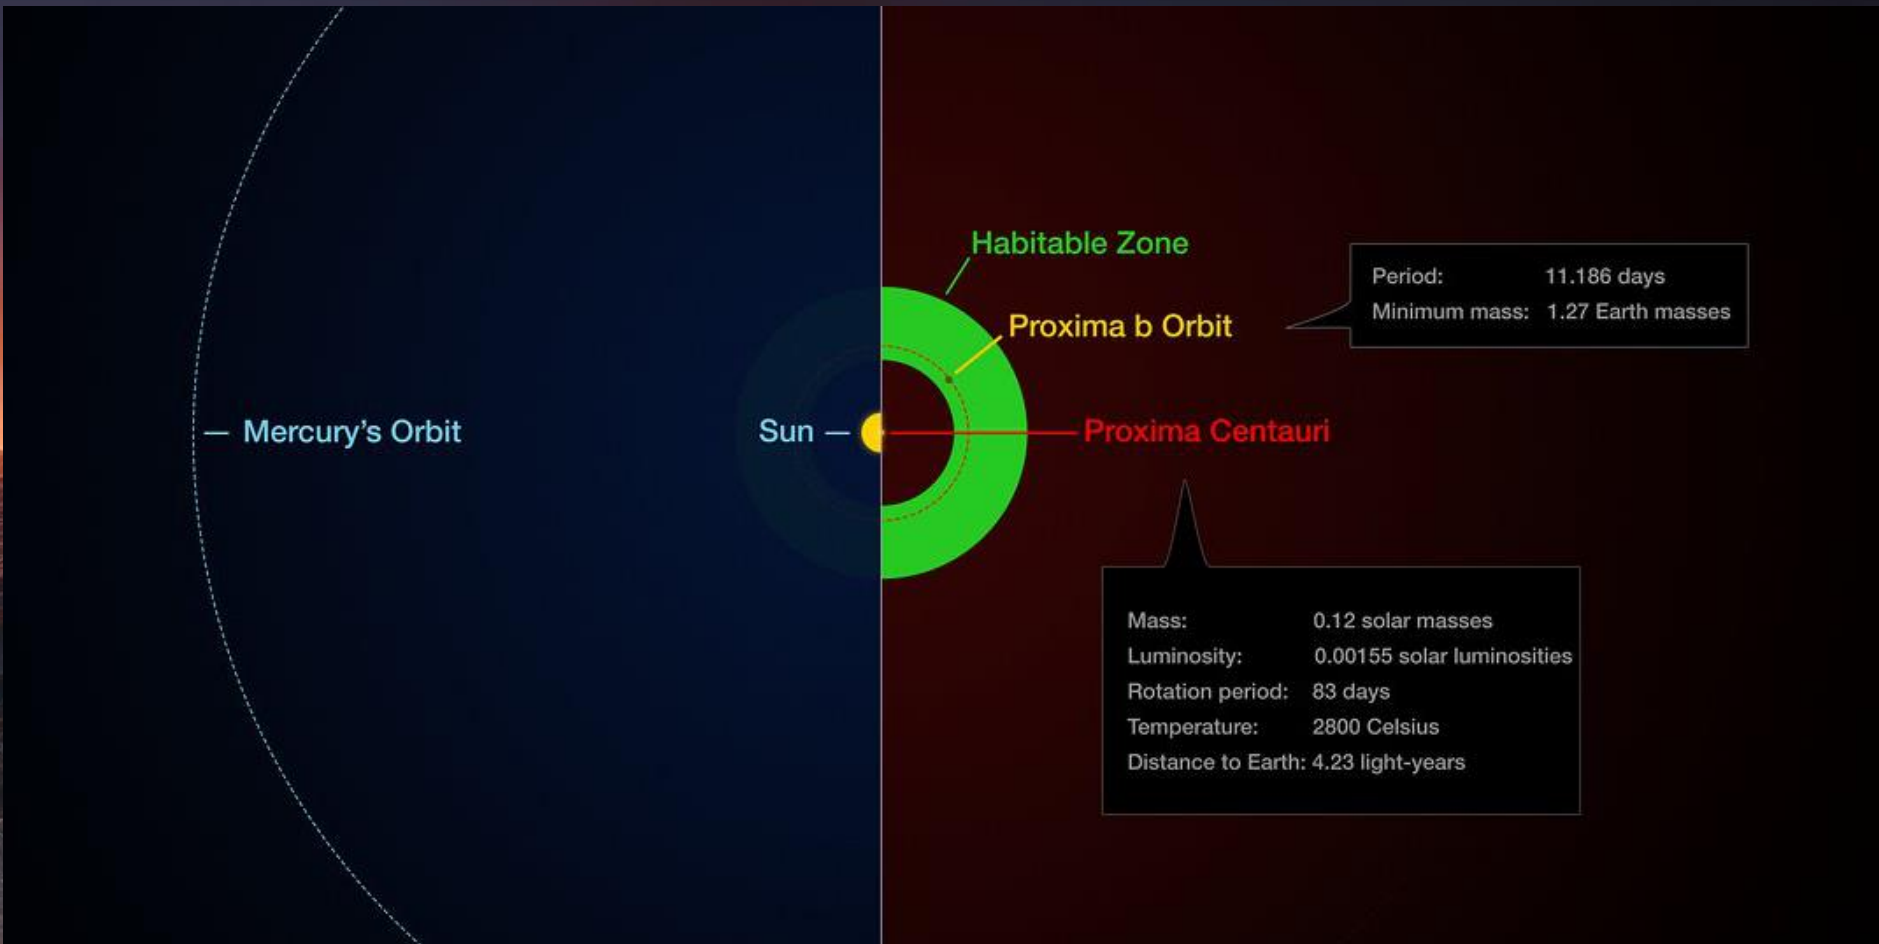 Habitable Zone
Period: 11.186 days
Minimum mass: 1.27 Earth masses
Proxima b Orbit
Mercury's Orbit
Sun
Proxima Centauri
Mass: 0.12 solar masses
Luminosity: 0.00155 solar luminosities
Rotation period: 83 days
Temperature: 2800 Celsius
Distance to Earth: 4.23 light-years